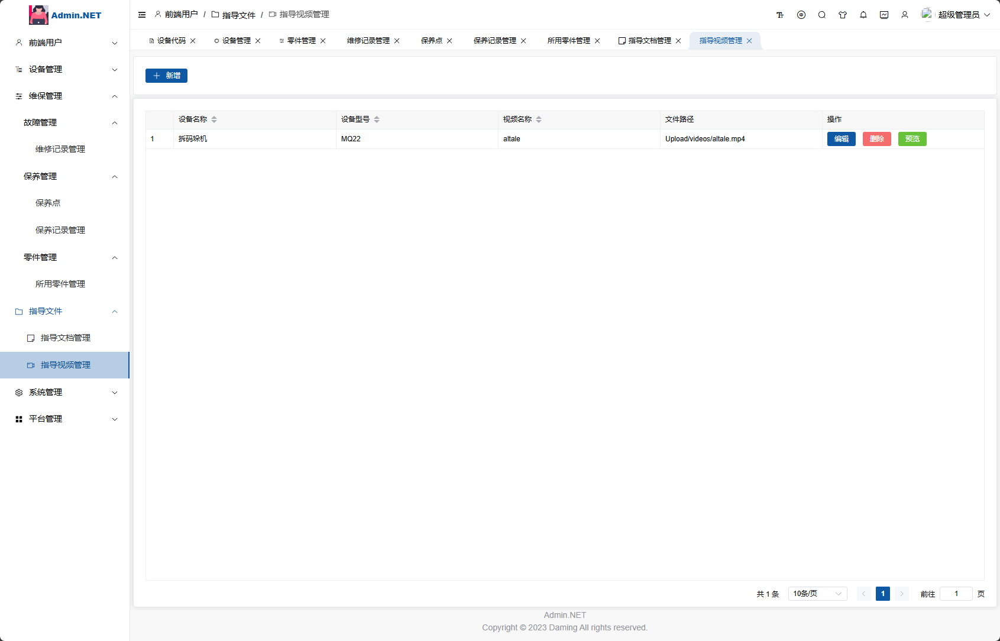 Admin.NET
前端用户
设备管理
维保管理
故障管理
维修记录管理
保养管理
保养点
保养记录管理
零件管理
所用零件管理
指导文件
指导文档管理
指导视频管理
系统管理
平台管理
前端用户 / 指导文件 / 指导视频管理
超级管理员
设备代码 设备管理 零件管理 维修记录管理 保养点 保养记录管理 所用零件管理 指导文档管理 指导视频管理
新增
设备名称 设备型号 视频名称 文件路径 操作
1 拆码垛机 MQ22 altale Upload/videos/altale.mp4 编辑 删除 预览
共 1 条 10条/页 1 前往 1 页
Admin.NET
Copyright © 2023 Daming All rights reserved.